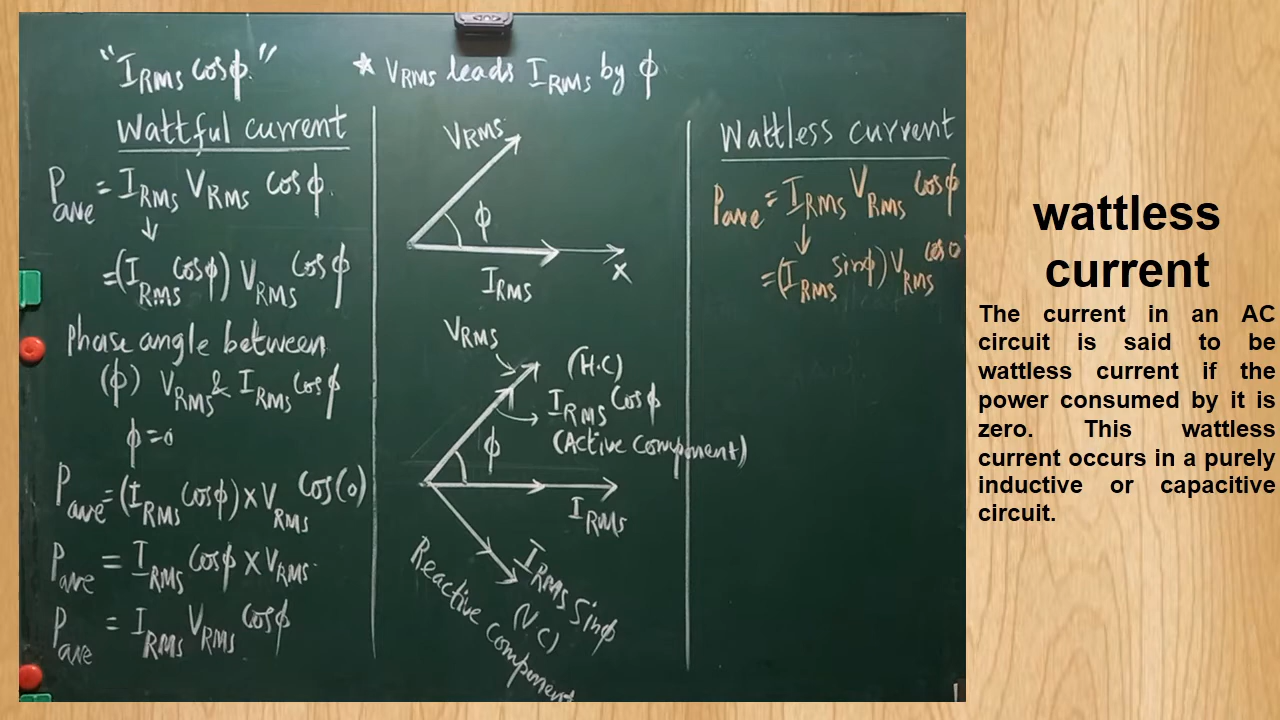 "I RMS cosϕ"
★ VRMS leads IRMS by ϕ
Wattful current
Pave = IRMS VRMS cosϕ.
↓
=(IRMS cosϕ) VRMS cosϕ
Phase angle between
(ϕ) VRMS & IRMS cosϕ
ϕ=0
Pave=(IRMS cosϕ)×VRMS cos(0)
Pave = IRMS cosϕ × VRMS.
Pave = IRMS VRMS cosϕ
VRMS
ϕ
IRMS
x
VRMS
(H.C)
IRMS cosϕ
(Active component)
ϕ
IRMS
IRMS Sinϕ
(V.C)
Reactive component
Wattless current
Pave = IRMS VRMS cosϕ
↓
=(IRMS sinϕ) VRMS cos0
wattless
current
The current in an AC
circuit is said to be
wattless current if the
power consumed by it is
zero. This wattless
current occurs in a purely
inductive or capacitive
circuit.